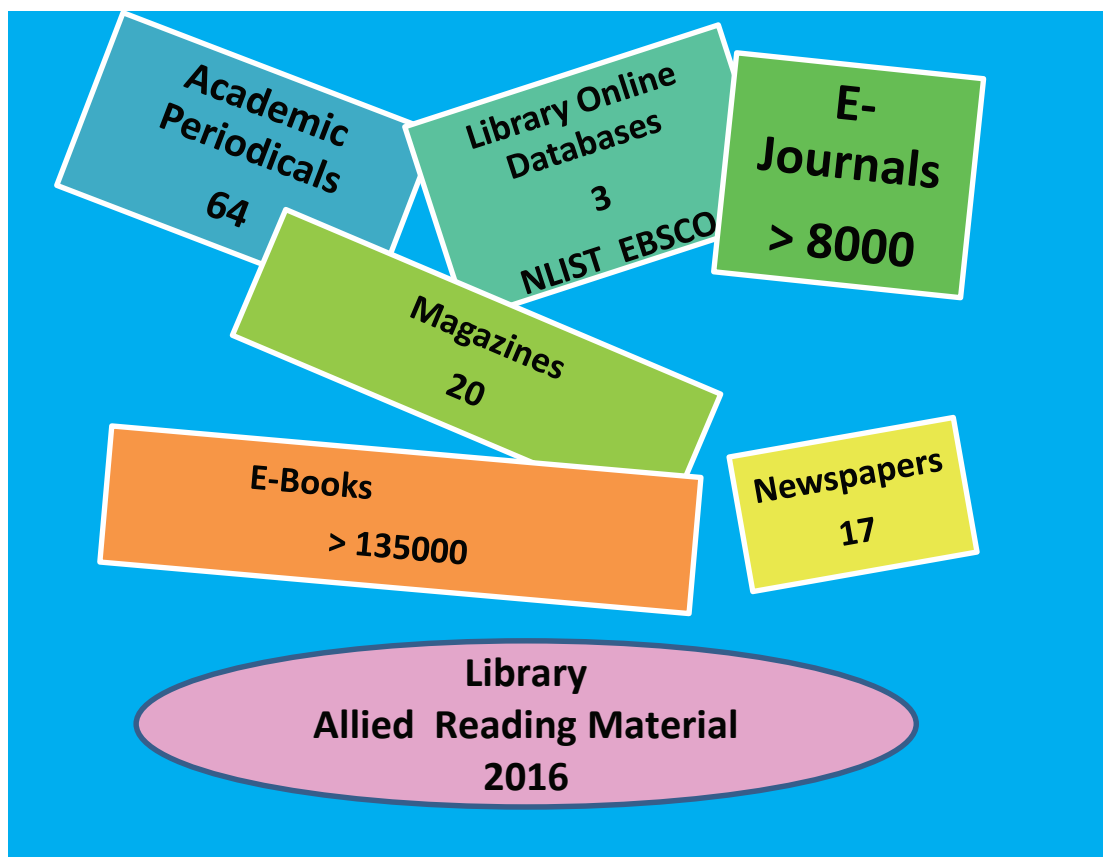 Academic
Periodicals
64
Library Online
Databases
3
NLIST  EBSCO
E-
Journals
> 8000
Magazines
20
E-Books
> 135000
Newspapers
17
Library
Allied  Reading Material
2016